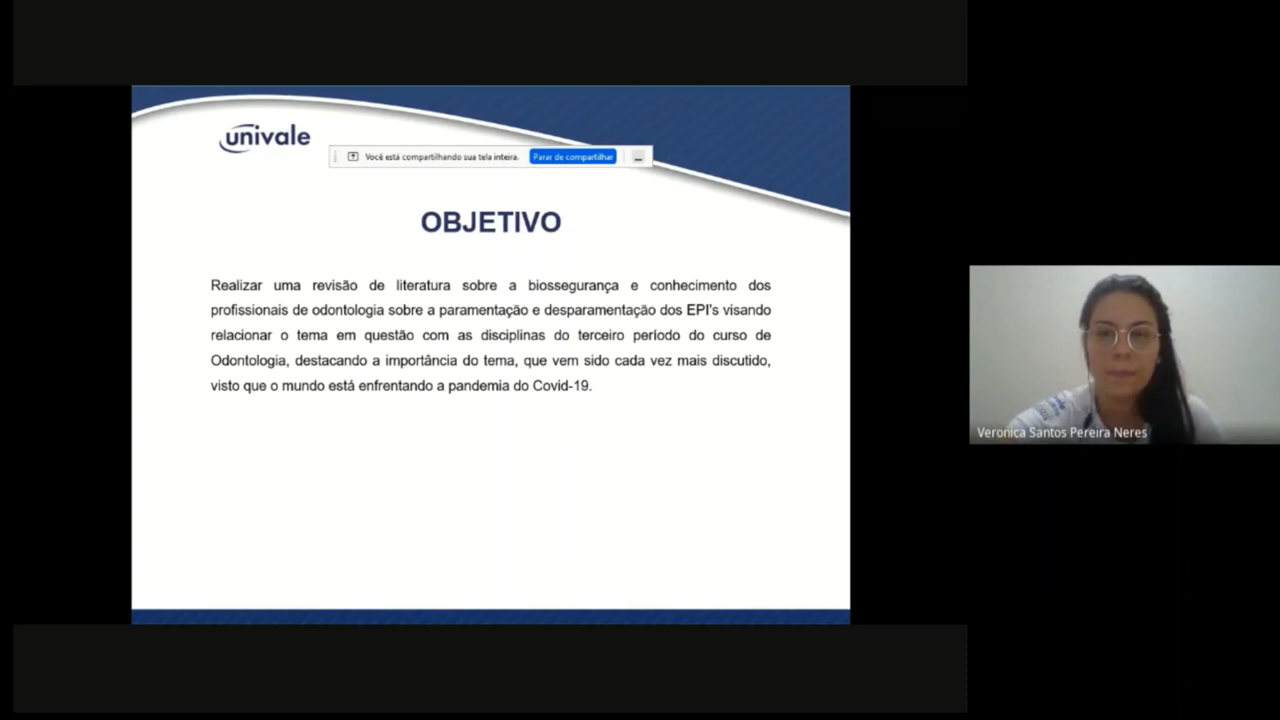 univale
Você está compartilhando sua tela inteira. Parar de compartilhar
OBJETIVO
Realizar uma revisão de literatura sobre a biossegurança e conhecimento dos
profissionais de odontologia sobre a paramentação e desparamentação dos EPI's visando
relacionar o tema em questão com as disciplinas do terceiro período do curso de
Odontologia, destacando a importância do tema, que vem sido cada vez mais discutido,
visto que o mundo está enfrentando a pandemia do Covid-19.
Veronica Santos Pereira Neres